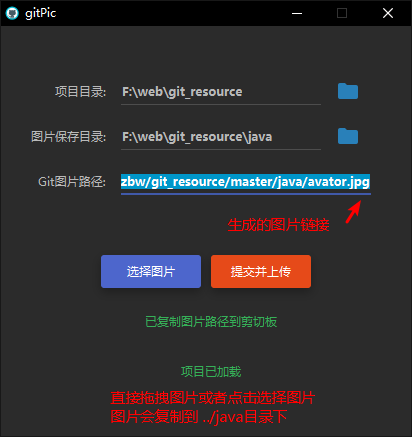 gitPic
项目目录: F:\web\git_resource
图片保存目录: F:\web\git_resource\java
Git图片路径: zbw/git_resource/master/java/avator.jpg
生成的图片链接
选择图片 提交并上传
已复制图片路径到剪切板
项目已加载
直接拖拽图片或者点击选择图片
图片会复制到 ../java目录下